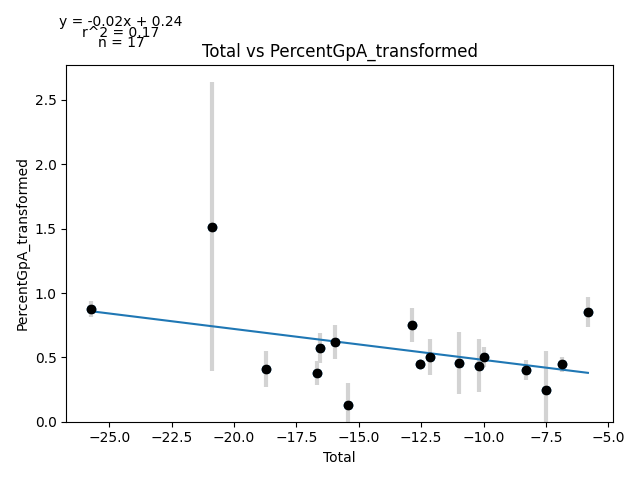 y = -0.02x + 0.24
r^2 = 0.17
n = 17
Total vs PercentGpA_transformed
PercentGpA_transformed
2.5
2.0
1.5
1.0
0.5
0.0
−25.0 −22.5 −20.0 −17.5 −15.0 −12.5 −10.0 −7.5 −5.0
Total